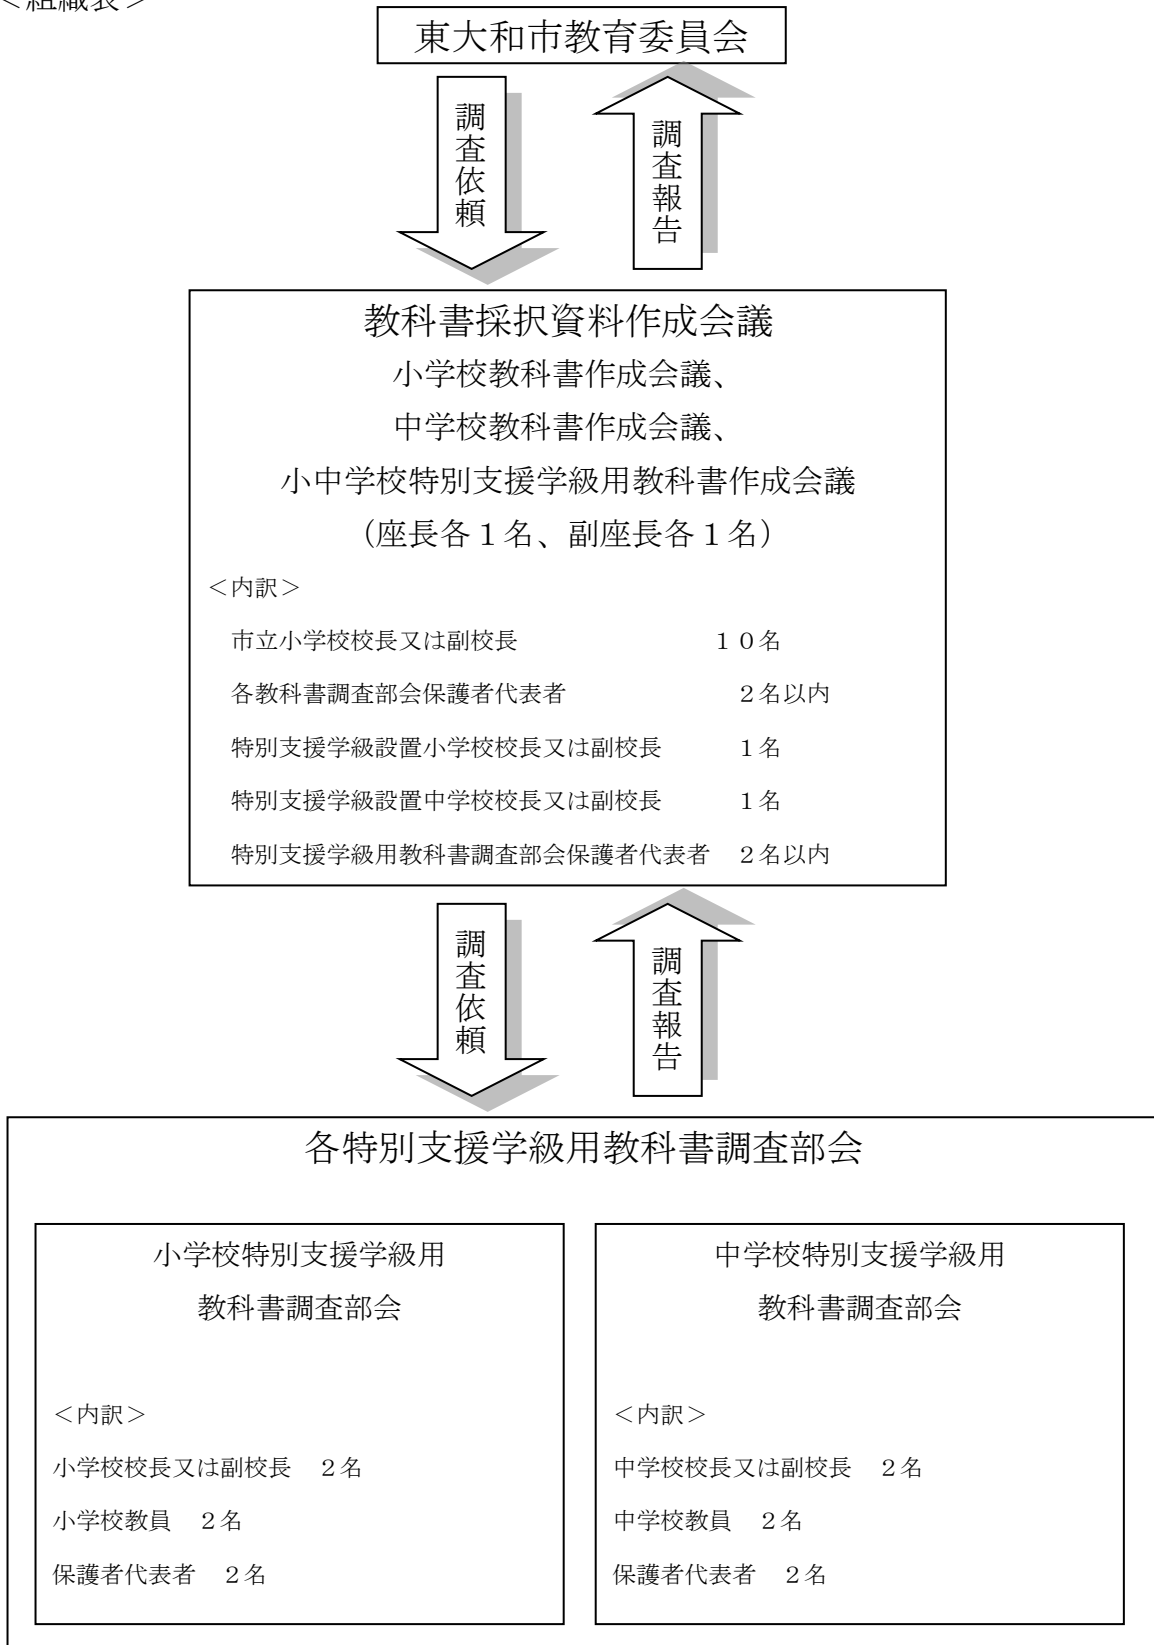 ＜組織表＞
東大和市教育委員会
調査依頼
調査報告
教科書採択資料作成会議
小学校教科書作成会議、
中学校教科書作成会議、
小中学校特別支援学級用教科書作成会議
（座長各１名、副座長各１名）
＜内訳＞
市立小学校校長又は副校長　１０名
各教科書調査部会保護者代表者　２名以内
特別支援学級設置小学校校長又は副校長　１名
特別支援学級設置中学校校長又は副校長　１名
特別支援学級用教科書調査部会保護者代表者　２名以内
調査依頼
調査報告
各特別支援学級用教科書調査部会
小学校特別支援学級用
教科書調査部会
＜内訳＞
小学校校長又は副校長　２名
小学校教員　２名
保護者代表者　２名
中学校特別支援学級用
教科書調査部会
＜内訳＞
中学校校長又は副校長　２名
中学校教員　２名
保護者代表者　２名